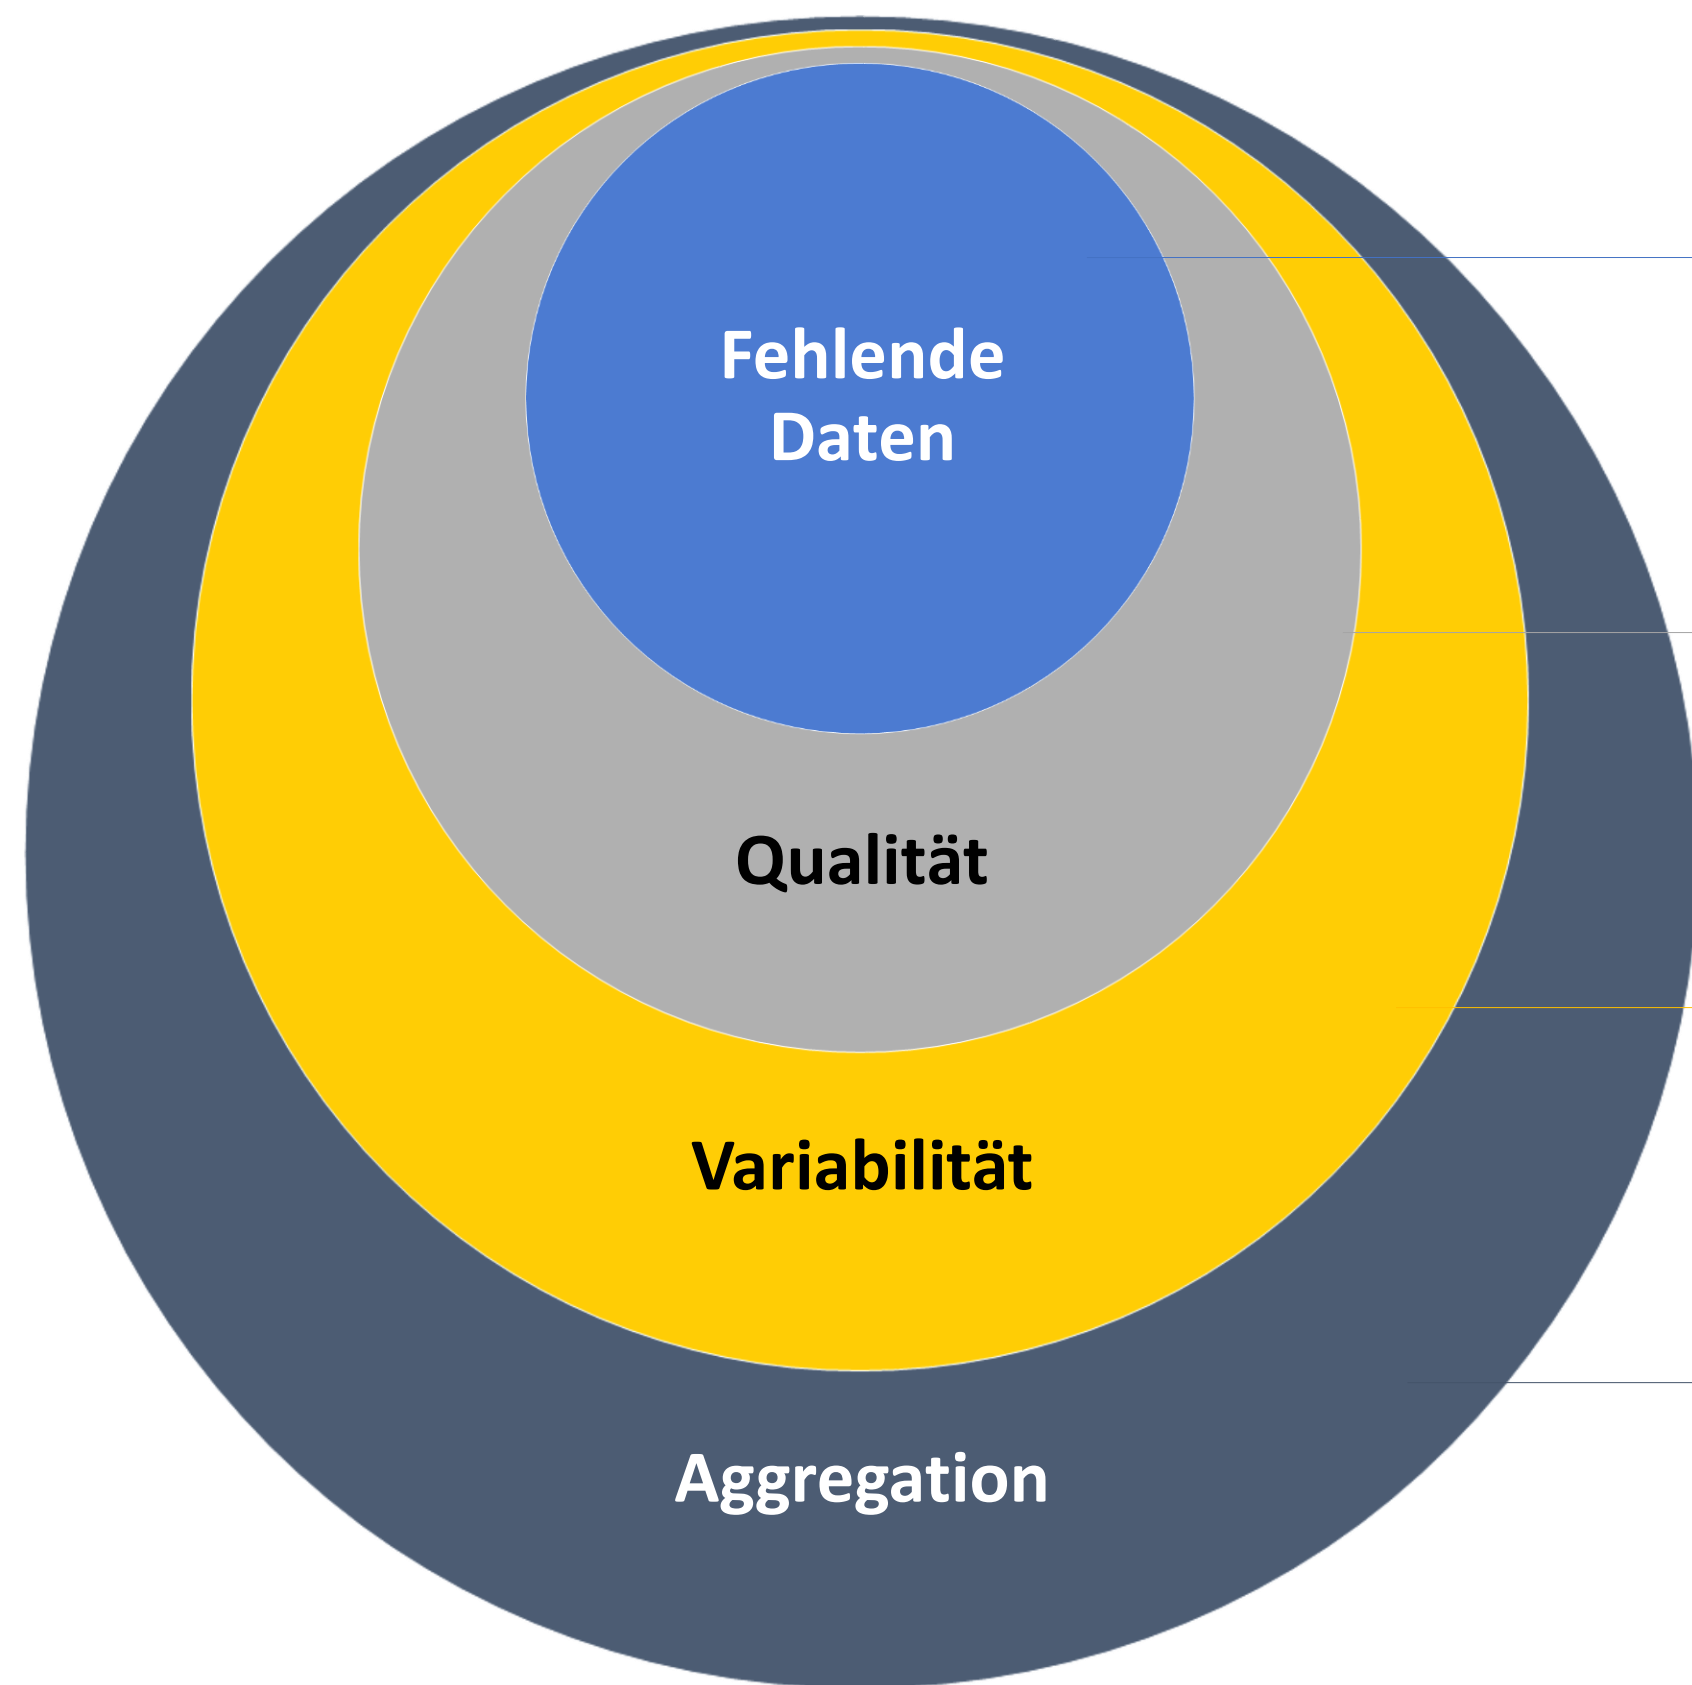 Fehlende
Daten
Qualität
Variabilität
Aggregation